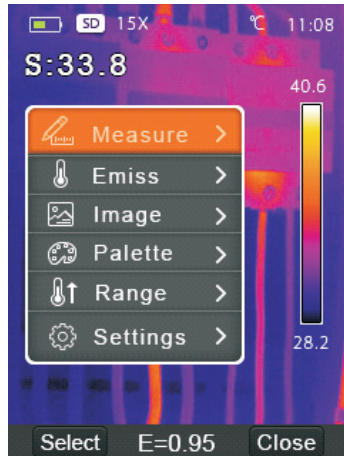 SD 15X ℃ 11:08
S:33.8
40.6
Measure
Emiss
Image
Palette
Range
Settings
28.2
Select E=0.95 Close